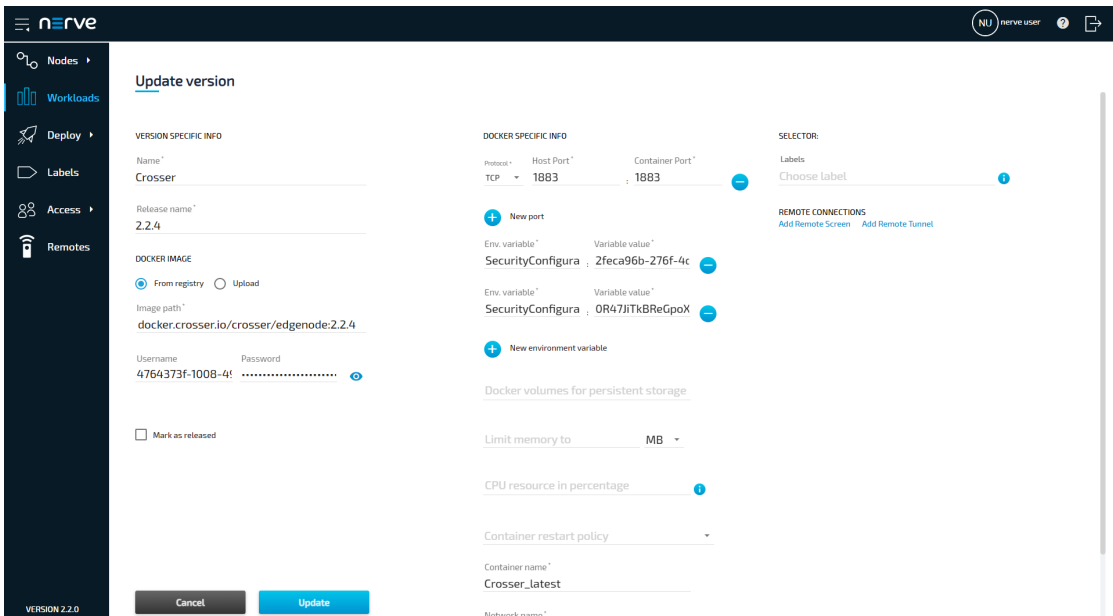 nerve
NU nerve user
Nodes
Workloads
Deploy
Labels
Access
Remotes
VERSION 2.2.0
Update version
VERSION SPECIFIC INFO
Name*
Crosser
Release name*
2.2.4
DOCKER IMAGE
From registry Upload
Image path*
docker.crosser.io/crosser/edgenode:2.2.4
Username Password
4764373f-1008-49 ························
Mark as released
Cancel Update
DOCKER SPECIFIC INFO
Protocol* Host Port* Container Port*
TCP 1883 : 1883
New port
Env. variable* Variable value*
SecurityConfigura : 2feca96b-276f-4c
Env. variable* Variable value*
SecurityConfigura : 0R47JiTkBReGpoX
New environment variable
Docker volumes for persistent storage
Limit memory to MB
CPU resource in percentage
Container restart policy
Container name*
Crosser_latest
Network name*
SELECTOR:
Labels
Choose label
REMOTE CONNECTIONS
Add Remote Screen Add Remote Tunnel